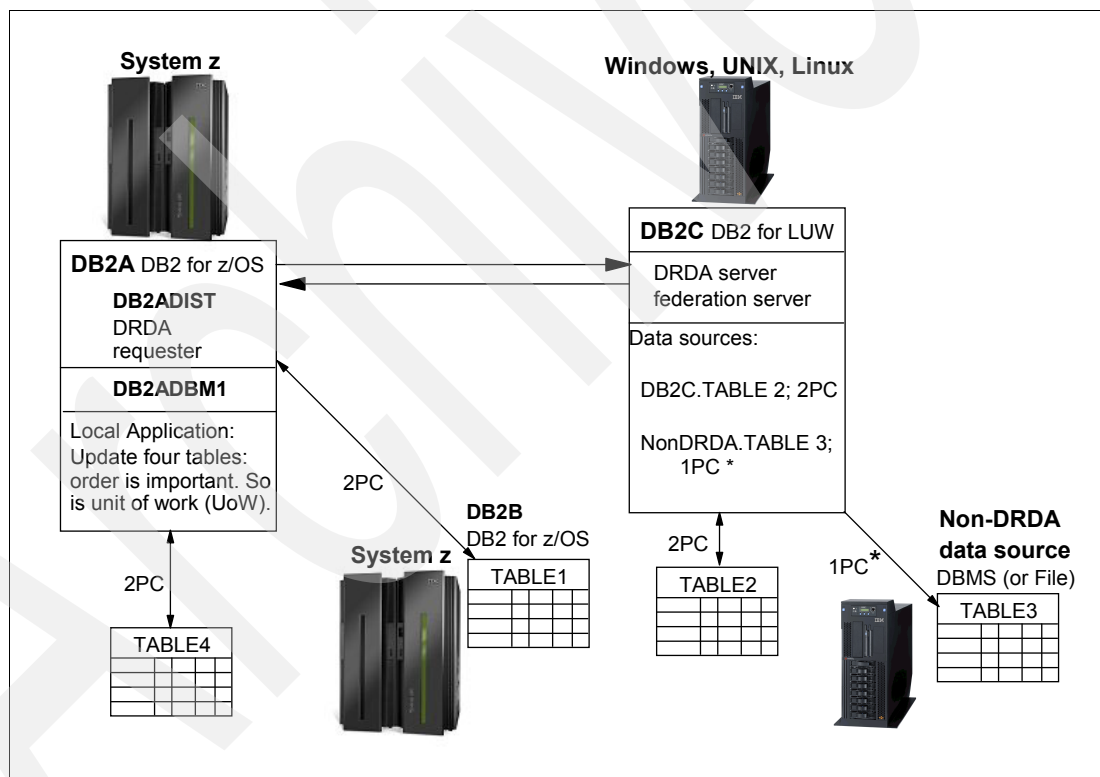 System z
Windows, UNIX, Linux
DB2A DB2 for z/OS
DB2ADIST
DRDA
requester
DB2ADBM1
Local Application:
Update four tables:
order is important. So
is unit of work (UoW).
2PC
TABLE4
2PC
DB2B
DB2 for z/OS
System z
TABLE1
DB2C DB2 for LUW
DRDA server
federation server
Data sources:
DB2C.TABLE 2; 2PC
NonDRDA.TABLE 3;
1PC *
2PC
TABLE2
1PC*
Non-DRDA
data source
DBMS (or File)
TABLE3